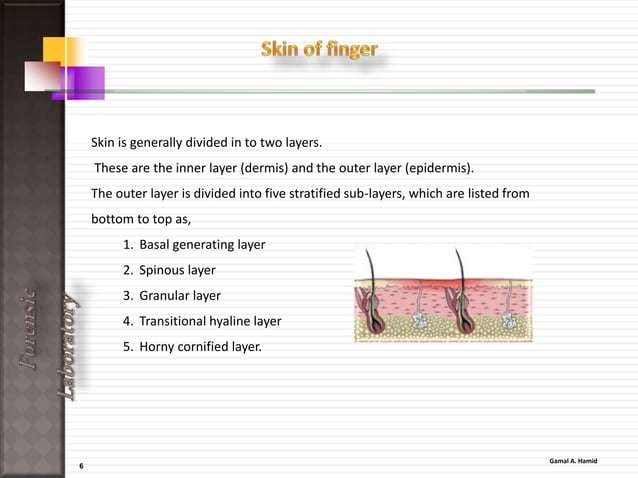 Skin of finger
Skin is generally divided in to two layers.
These are the inner layer (dermis) and the outer layer (epidermis).
The outer layer is divided into five stratified sub-layers, which are listed from
bottom to top as,
1. Basal generating layer
2. Spinous layer
3. Granular layer
4. Transitional hyaline layer
5. Horny cornified layer.
Forensic
Laboratory
6
Gamal A. Hamid